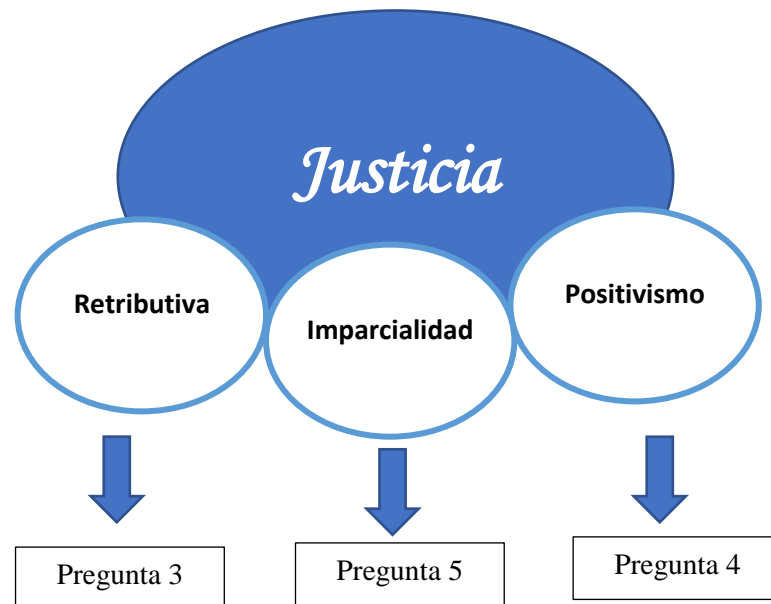 Justicia
Retributiva
Imparcialidad
Positivismo
Pregunta 3
Pregunta 5
Pregunta 4